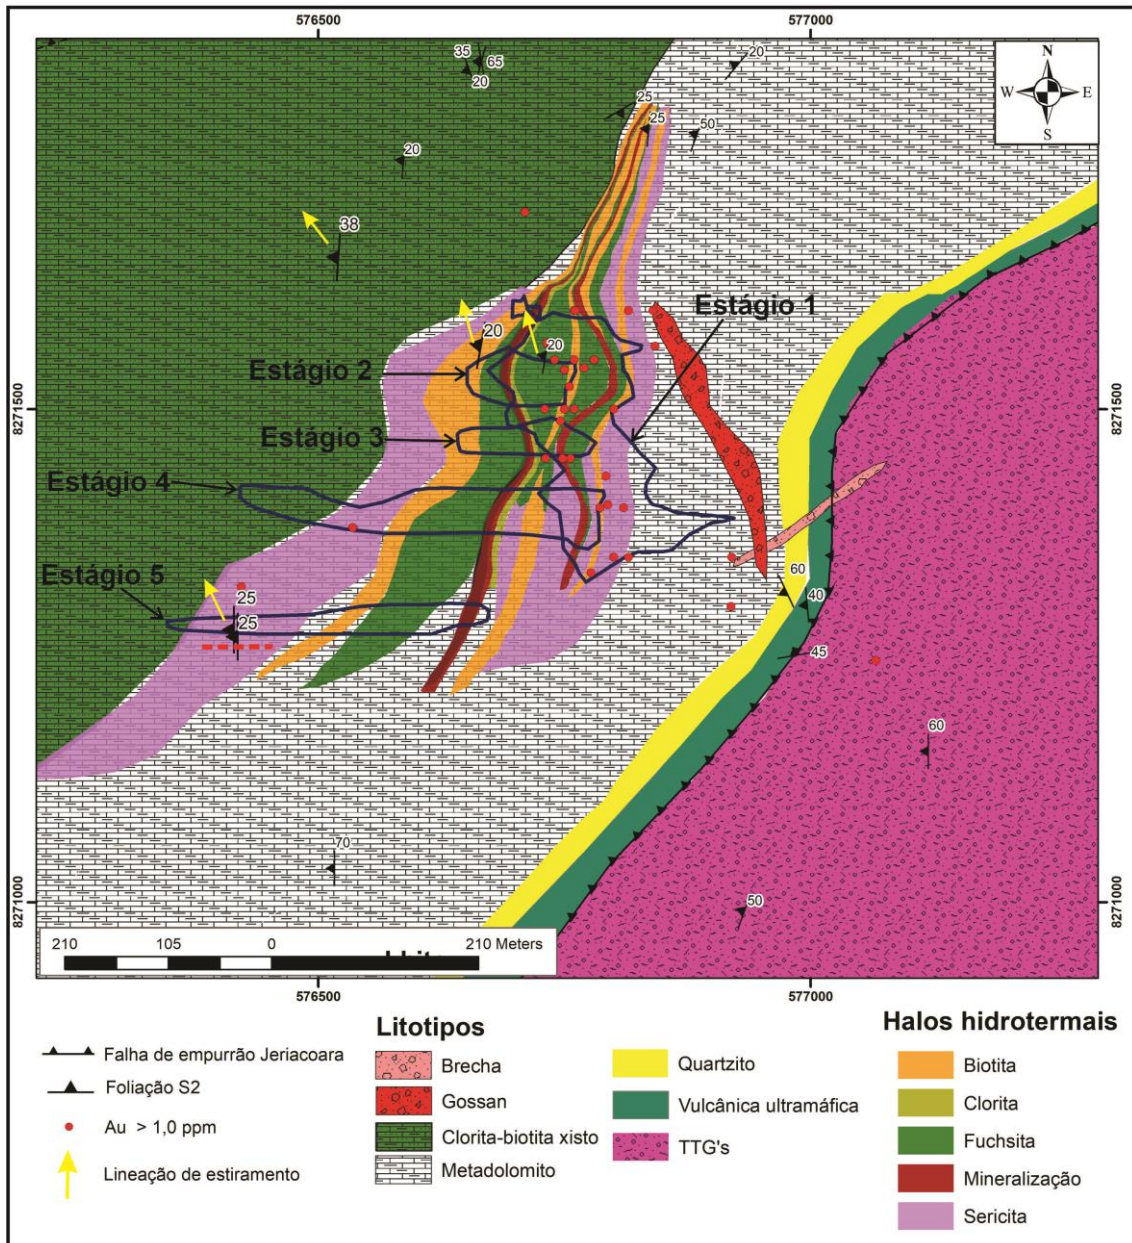 576500
577000
35
65
20
20
N
W
E
S
25
25
50
20
38
Estágio 1
20
20
Estágio 2
8271500
8271500
Estágio 3
Estágio 4
Estágio 5
25
25
60
40
45
60
70
50
8271000
8271000
210
105
0
210 Meters
576500
577000
Falha de empurrão Jeriacoara
Foliação S2
Au > 1,0 ppm
Lineação de estiramento
Litotipos
Brecha
Gossan
Clorita-biotita xisto
Metadolomito
Quartzito
Vulcânica ultramáfica
TTG's
Halos hidrotermais
Biotita
Clorita
Fuchsita
Mineralização
Sericita